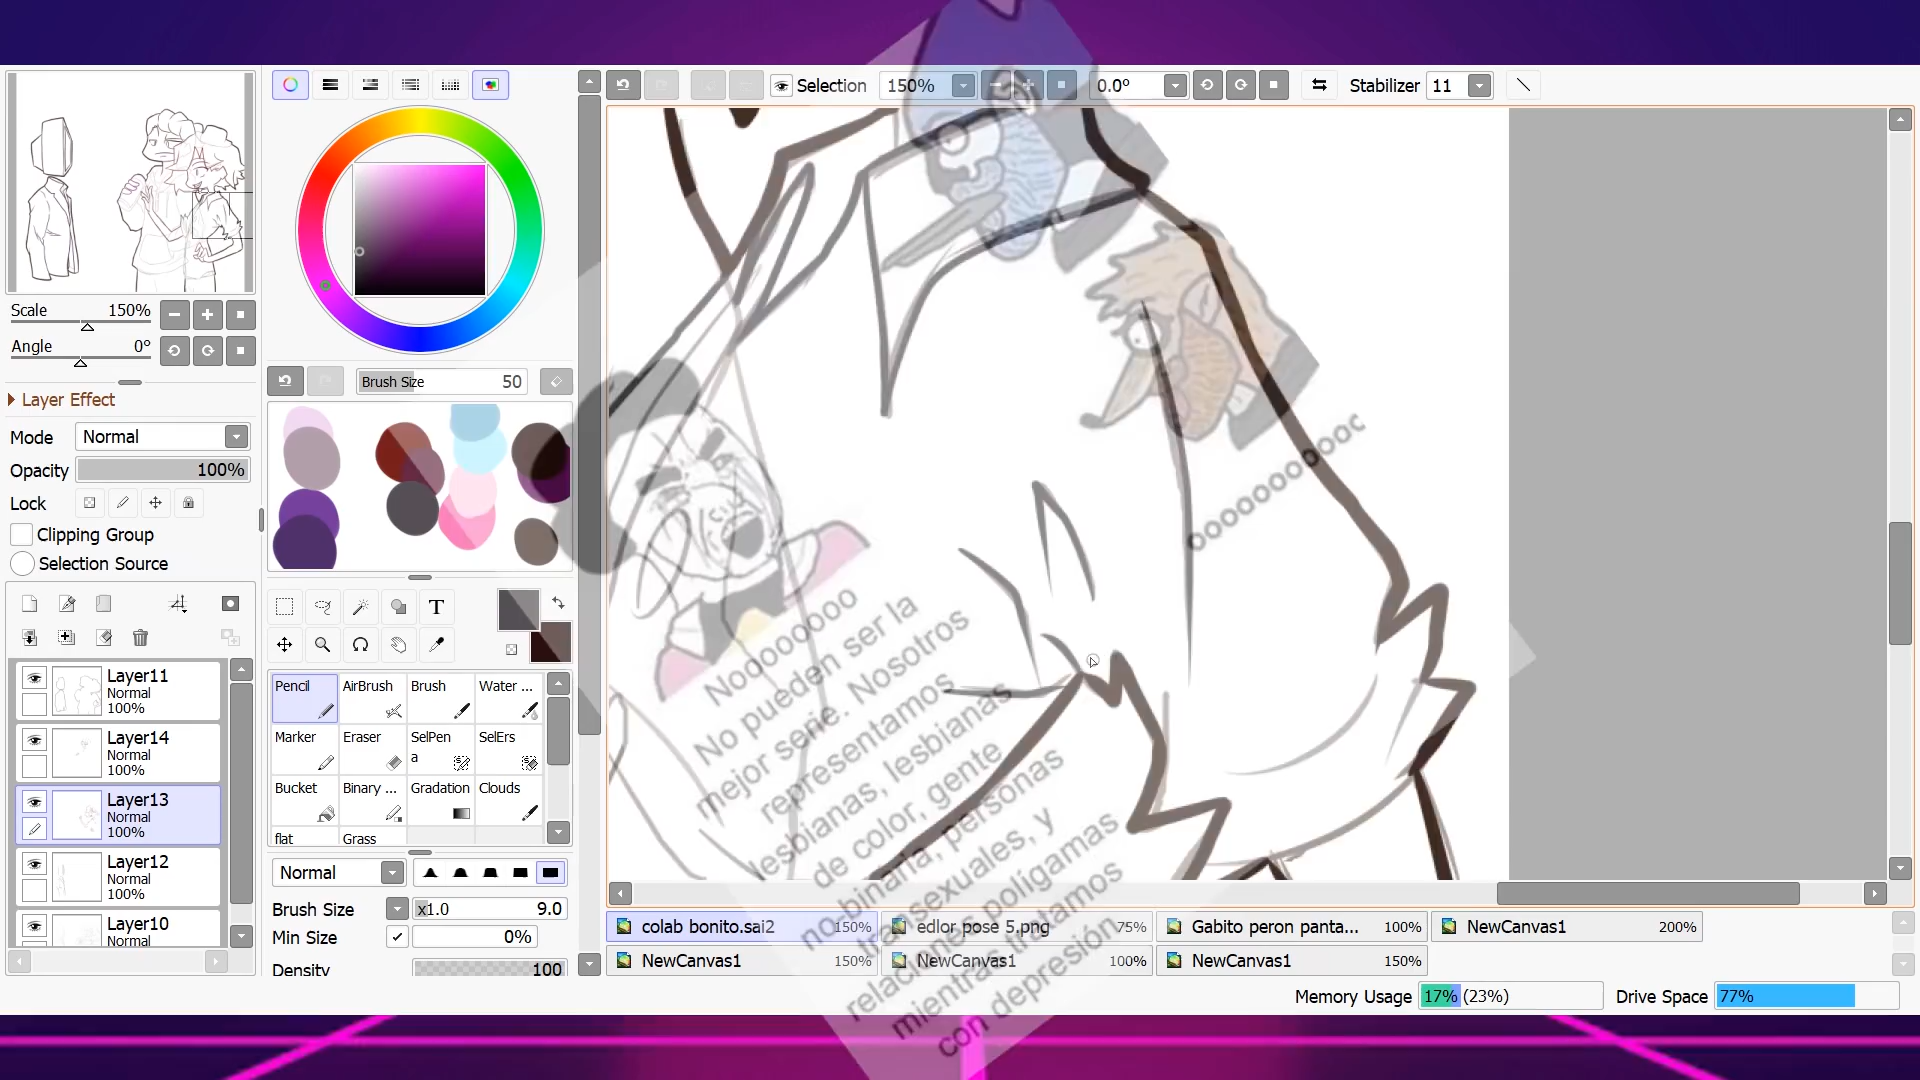 Selection 150% 0.0° Stabilizer 11
Scale 150%
Angle 0°
Brush Size 50
Layer Effect
Mode Normal
Opacity 100%
Lock
Clipping Group
Selection Source
T
Layer11
Normal
100%
Layer14
Normal
100%
Layer13
Normal
100%
Layer12
Normal
100%
Layer10
Normal
Pencil AirBrush Brush Water ...
Marker Eraser SelPen SelErs
a
Bucket Binary ... Gradation Clouds
flat Grass
Normal
Brush Size x1.0 9.0
Min Size 0%
Density 100
oooooooooooc
Nooooooo
No pueden ser la
mejor serie. Nosotros
representamos
lesbianas, lesbianas
de color, gente
no-binaria, personas
transexuales, y
relaciones polígamas
mientras tratamos
con depresión
colab bonito.sai2 150% edlor pose 5.png 75% Gabito peron panta... 100% NewCanvas1 200%
NewCanvas1 150% NewCanvas1 100% NewCanvas1 150%
Memory Usage 17% (23%) Drive Space 77%